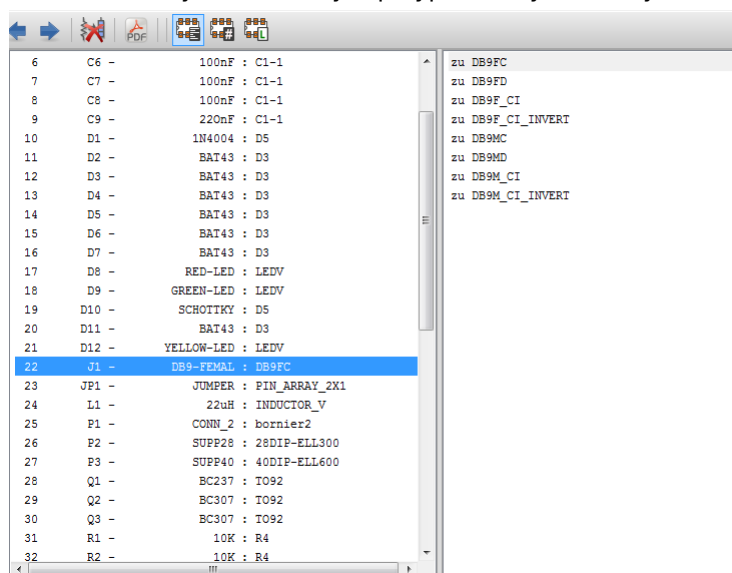 PDF
#
L
6 C6 - 100nF : C1-1
7 C7 - 100nF : C1-1
8 C8 - 100nF : C1-1
9 C9 - 220nF : C1-1
10 D1 - 1N4004 : D5
11 D2 - BAT43 : D3
12 D3 - BAT43 : D3
13 D4 - BAT43 : D3
14 D5 - BAT43 : D3
15 D6 - BAT43 : D3
16 D7 - BAT43 : D3
17 D8 - RED-LED : LEDV
18 D9 - GREEN-LED : LEDV
19 D10 - SCHOTTKY : D5
20 D11 - BAT43 : D3
21 D12 - YELLOW-LED : LEDV
22 J1 - DB9-FEMAL : DB9FC
23 JP1 - JUMPER : PIN_ARRAY_2X1
24 L1 - 22uH : INDUCTOR_V
25 P1 - CONN_2 : bornier2
26 P2 - SUPP28 : 28DIP-ELL300
27 P3 - SUPP40 : 40DIP-ELL600
28 Q1 - BC237 : TO92
29 Q2 - BC307 : TO92
30 Q3 - BC307 : TO92
31 R1 - 10K : R4
32 R2 - 10K : R4
zu DB9FC
zu DB9FD
zu DB9F_CI
zu DB9F_CI_INVERT
zu DB9MC
zu DB9MD
zu DB9M_CI
zu DB9M_CI_INVERT